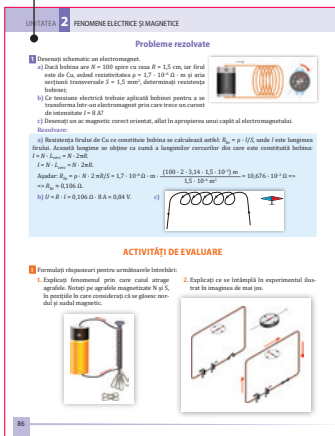 UNITATEA 2 FENOMENE ELECTRICE ȘI MAGNETICE
Probleme rezolvate
1 Desenați schematic un electromagnet.
a) Dacă bobina are N = 100 spire cu raza R = 1,5 cm, iar firul
este de Cu, având rezistivitatea ρ = 1,7 · 10⁻⁸ Ω · m și aria
secțiunii transversale S = 1,5 mm², determinați rezistența
bobinei;
b) Ce tensiune electrică trebuie aplicată bobinei pentru a se
transforma într-un electromagnet prin care trece un curent
de intensitate I = 8 A?
c) Desenați un ac magnetic corect orientat, aflat în apropierea unui capăt al electromagnetului.
Rezolvare:
a) Rezistența firului de Cu ce constituie bobina se calculează astfel: R = ρ · l/S, unde l este lungimea
firului. Această lungime se obține ca sumă a lungimilor cercurilor din care este constituită bobina:
l = N · L = N · 2πR.
l = N · L = N · 2πR.
Așadar: R = ρ · N · 2πR/S = 1,7 · 10⁻⁸ Ω · m · (100 · 2 · 3,14 · 1,5 · 10⁻²) m / 1,5 · 10⁻⁶ m² = 10,676 · 10⁻² Ω =>
=> R ≅ 0,106 Ω.
b) U = R · I = 0,106 Ω · 8 A = 0,84 V. c)
ACTIVITĂȚI DE EVALUARE
1 Formulați răspunsuri pentru următoarele întrebări:
1. Explicați fenomenul prin care cuiul atrage
agrafele. Notați pe agrafele magnetizate N și S,
în pozițiile în care considerați că se găsesc nor-
dul și sudul magnetic.
2. Explicați ce se întâmplă în experimentul ilus-
trat în imaginea de mai jos.
86